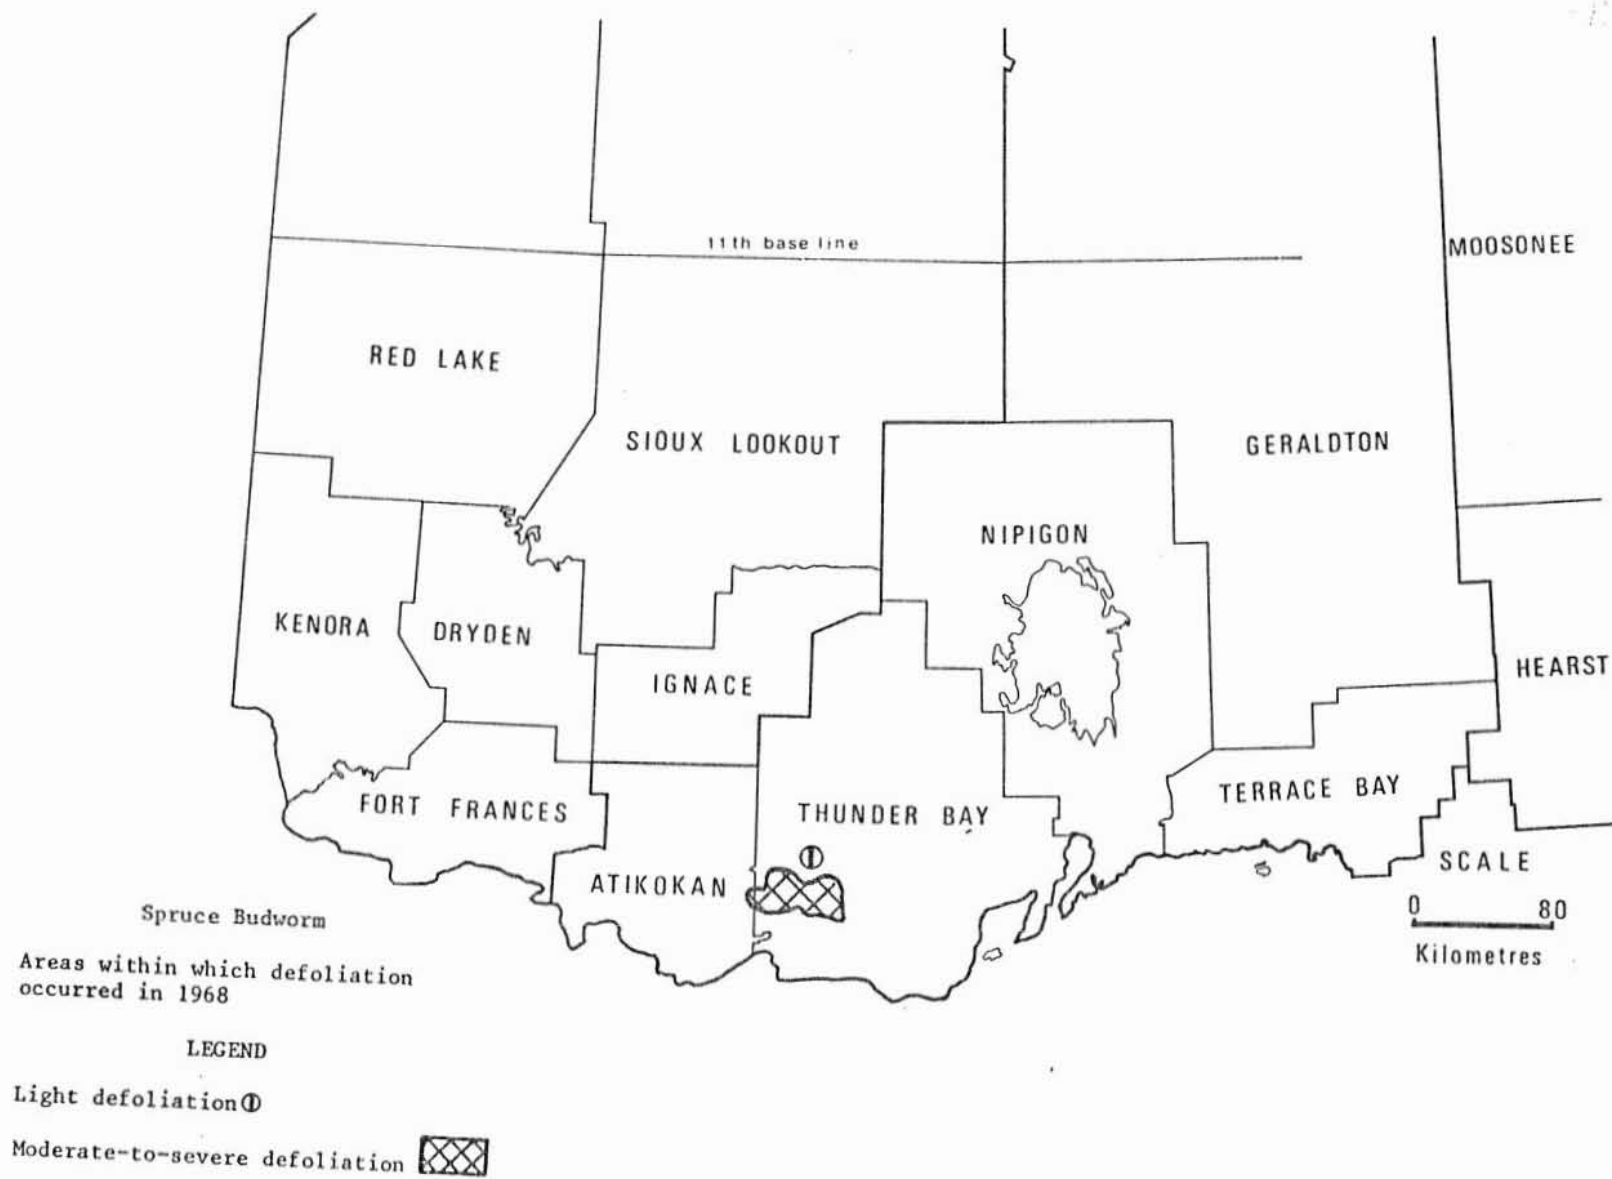 11th base line
MOOSONEE
RED LAKE
SIOUX LOOKOUT
GERALDTON
NIPIGON
KENORA
DRYDEN
IGNACE
HEARST
FORT FRANCES
THUNDER BAY
TERRACE BAY
ATIKOKAN
SCALE
0 80
Kilometres
Spruce Budworm
Areas within which defoliation
occurred in 1968
LEGEND
Light defoliation
Moderate-to-severe defoliation